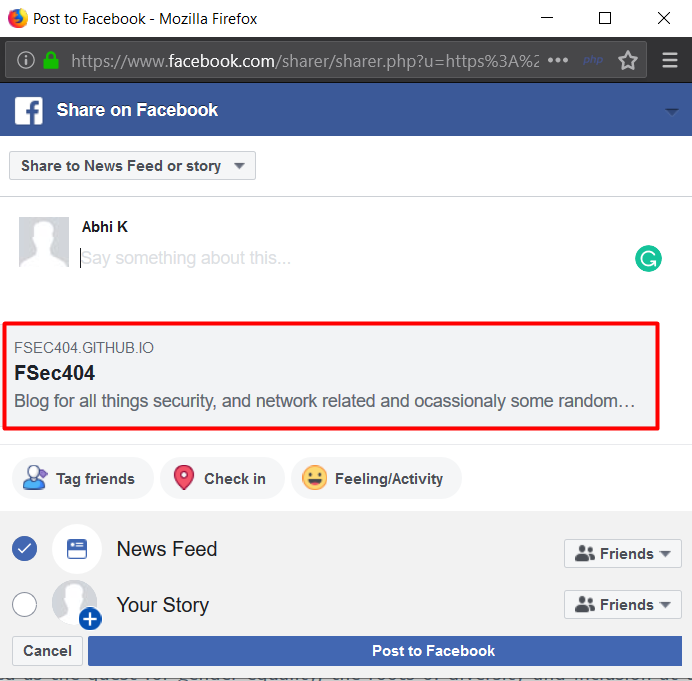 Post to Facebook - Mozilla Firefox
https://www.facebook.com/sharer/sharer.php?u=https%3A%2
php
Share on Facebook
Share to News Feed or story
Abhi K
Say something about this...
FSEC404.GITHUB.IO
FSec404
Blog for all things security, and network related and ocassionaly some random…
Tag friends Check in Feeling/Activity
News Feed Friends
Your Story Friends
Cancel Post to Facebook